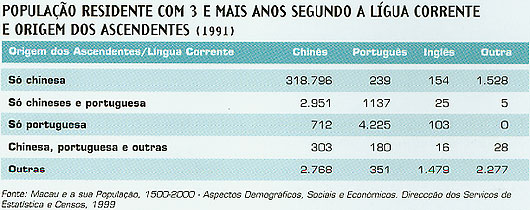 POPULAÇÃO RESIDENTE COM 3 E MAIS ANOS SEGUNDO A LÍGUA CORRENTE
E ORIGEM DOS ASCENDENTES (1991)
Origem dos Ascendentes/Língua Corrente Chinês Português Inglês Outra
Só chinesa 318.796 239 154 1.528
Só chineses e portuguesa 2.951 1137 25 5
Só portuguesa 712 4.225 103 0
Chinesa, portuguesa e outras 303 180 16 28
Outras 2.768 351 1.479 2.277
Fonte: Macau e a sua População, 1500-2000 - Aspectos Demográficos, Sociais e Económicos. Direccção dos Serviços de
Estatística e Censos, 1999